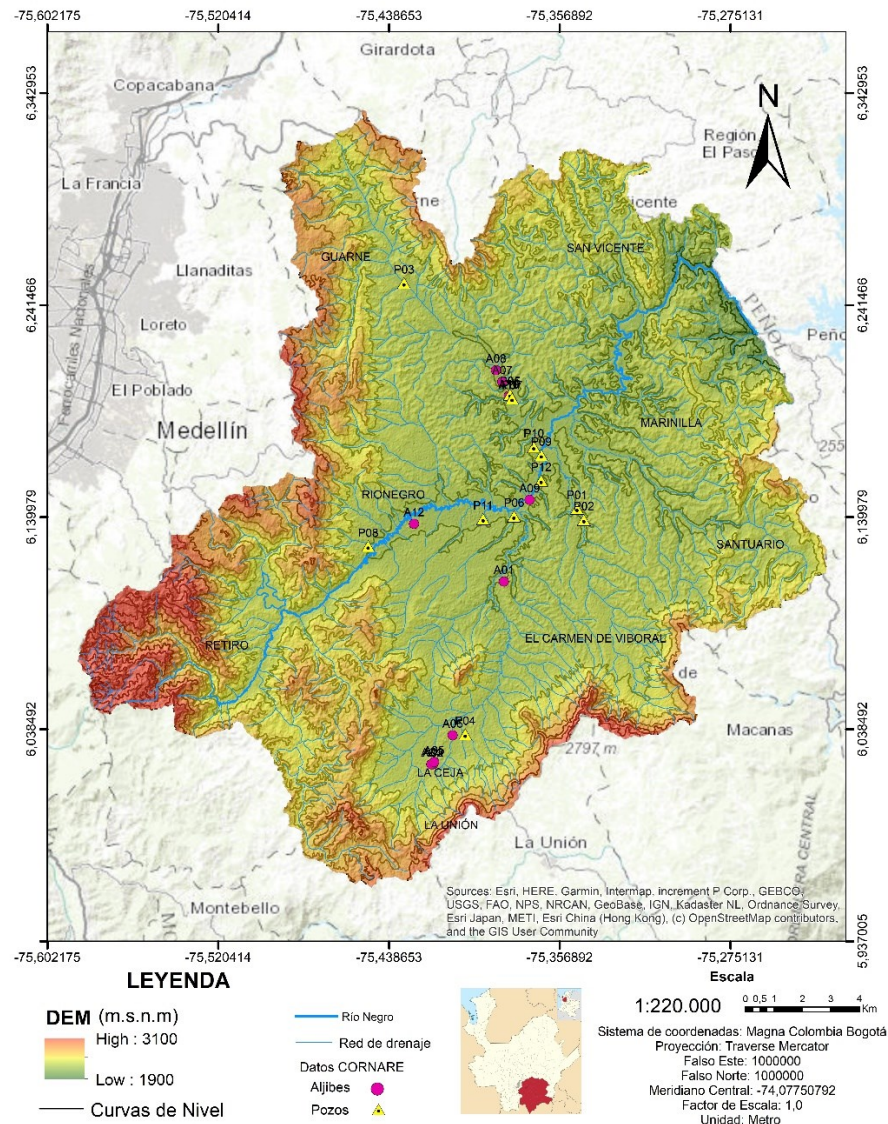 -75,602175
-75,520414
-75,438653
-75,356892
-75,275131
6,342953
6,342953
Girardota
Copacabana
N
Región
El Paso
La Francia
vicente
SAN VICENTE
GUARNE
Llanaditas
P03
6,241466
6,241466
PEÑOL
Peño
Loreto
Ferrocarriles Nacionales
A08
A07
El Poblado
MARINILLA
Medellín
P10
P09
P12
RIONEGRO
A09
P01
6,139979
6,139979
A12
P11
P06
P02
P08
SANTUARIO
A01
RETIRO
EL CARMEN DE VIBORAL
de
6,038492
6,038492
P04
Macanas
2797 m
LA CEJA
LA UNIÓN
La Unión
Montebello
Sources: Esri, HERE, Garmin, Intermap, increment P Corp., GEBCO,
USGS, FAO, NPS, NRCAN, GeoBase, IGN, Kadaster NL, Ordnance Survey,
Esri Japan, METI, Esri China (Hong Kong), (c) OpenStreetMap contributors,
and the GIS User Community
5,937005
5,937005
-75,602175
-75,520414
-75,438653
-75,356892
-75,275131
LEYENDA
DEM (m.s.n.m)
High : 3100
Low : 1900
Curvas de Nivel
Río Negro
Red de drenaje
Datos CORNARE
Aljibes
Pozos
Escala
1:220.000
0 0,5 1 2 3 4
Km
Sistema de coordenadas: Magna Colombia Bogotá
Proyección: Traverse Mercator
Falso Este: 1000000
Falso Norte: 1000000
Meridiano Central: -74,07750792
Factor de Escala: 1,0
Unidad: Metro